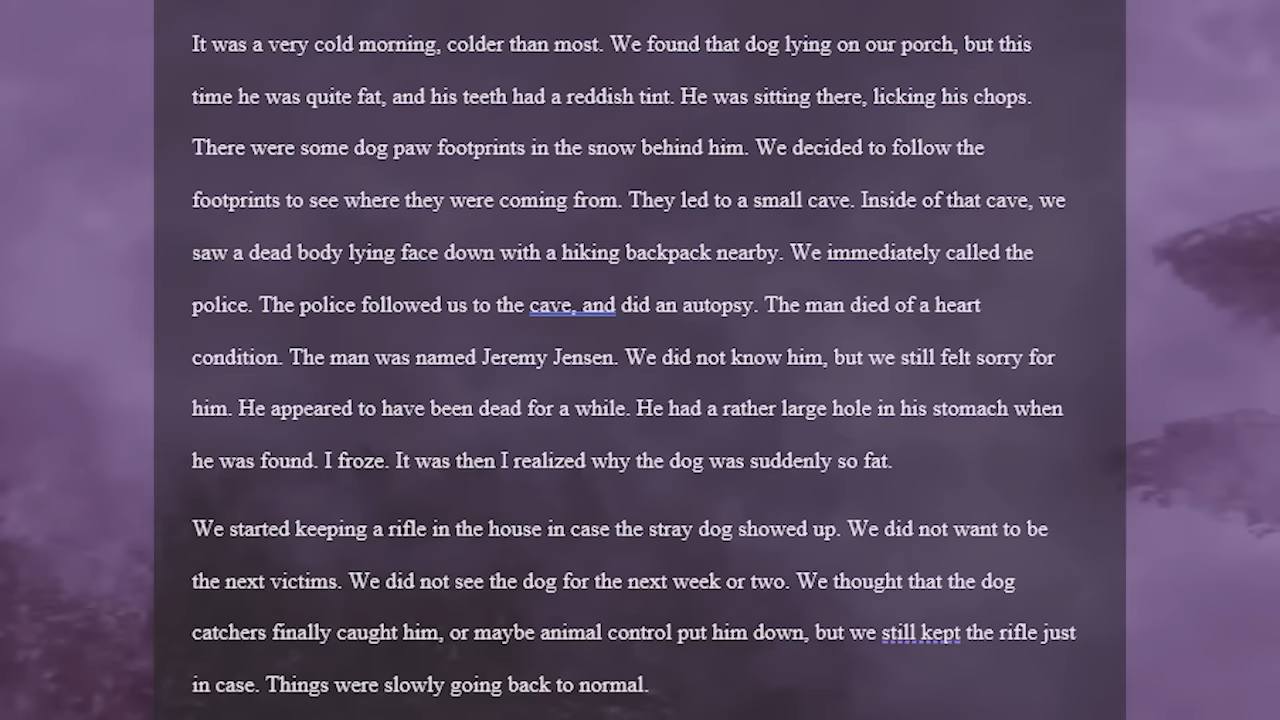 It was a very cold morning, colder than most. We found that dog lying on our porch, but this
time he was quite fat, and his teeth had a reddish tint. He was sitting there, licking his chops.
There were some dog paw footprints in the snow behind him. We decided to follow the
footprints to see where they were coming from. They led to a small cave. Inside of that cave, we
saw a dead body lying face down with a hiking backpack nearby. We immediately called the
police. The police followed us to the cave, and did an autopsy. The man died of a heart
condition. The man was named Jeremy Jensen. We did not know him, but we still felt sorry for
him. He appeared to have been dead for a while. He had a rather large hole in his stomach when
he was found. I froze. It was then I realized why the dog was suddenly so fat.
We started keeping a rifle in the house in case the stray dog showed up. We did not want to be
the next victims. We did not see the dog for the next week or two. We thought that the dog
catchers finally caught him, or maybe animal control put him down, but we still kept the rifle just
in case. Things were slowly going back to normal.